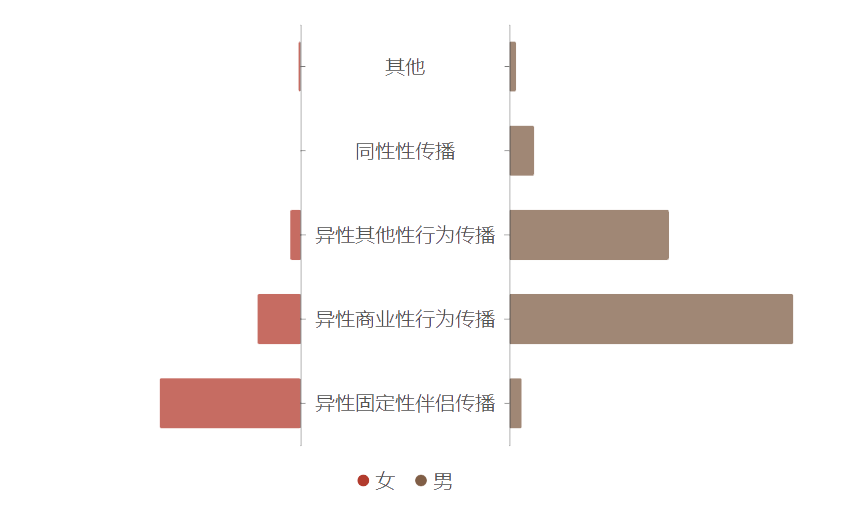 其他
同性性传播
异性其他性行为传播
异性商业性行为传播
异性固定性伴侣传播
女 男